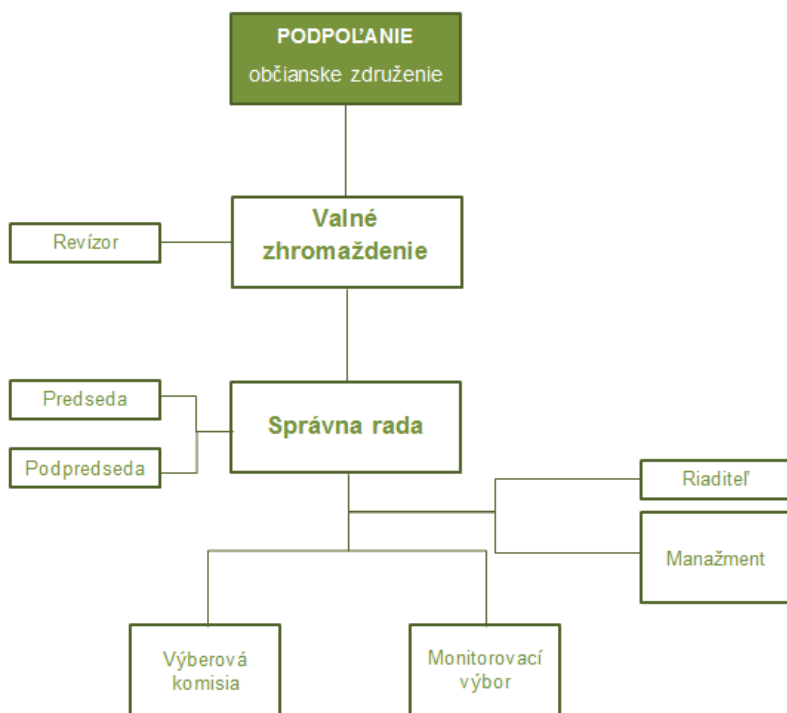 PODPOĽANIE
občianske združenie
Valné
zhromaždenie
Revízor
Predseda
Správna rada
Podpredseda
Riaditeľ
Manažment
Výberová
komisia
Monitorovací
výbor